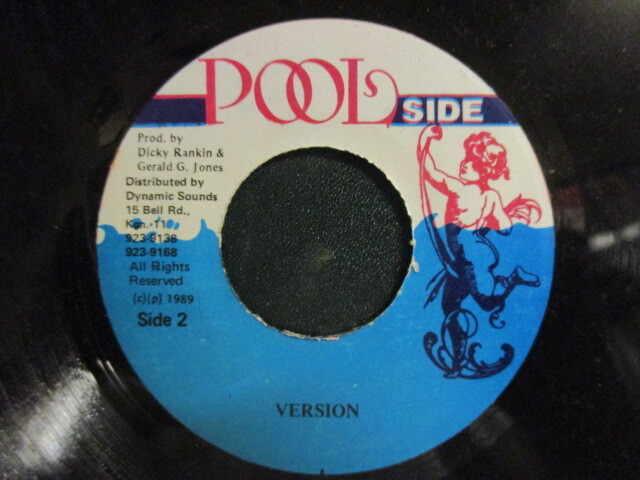 POOL SIDE
Prod. by
Dicky Rankin &
Gerald G. Jones
Distributed by
Dynamic Sounds
15 Bell Rd.,
Kgn. 11
923-9138
923-9168
All Rights
Reserved
(c)(p) 1989
Side 2
VERSION